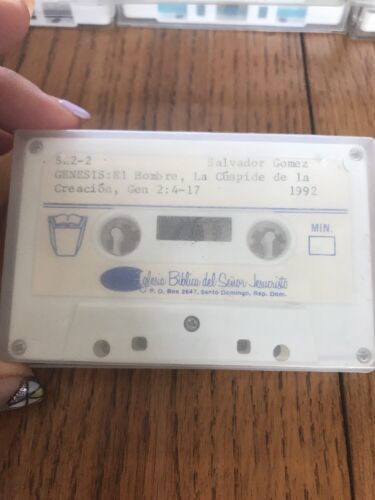 S.2-2 Salvador Gomez
GENESIS:El Hombre, La Cúspide de la
Creación, Gen 2:4-17 1992
MIN.
Iglesia Bíblica del Señor Jesucristo
P. O. Box 2647, Santo Domingo, Rep. Dom.